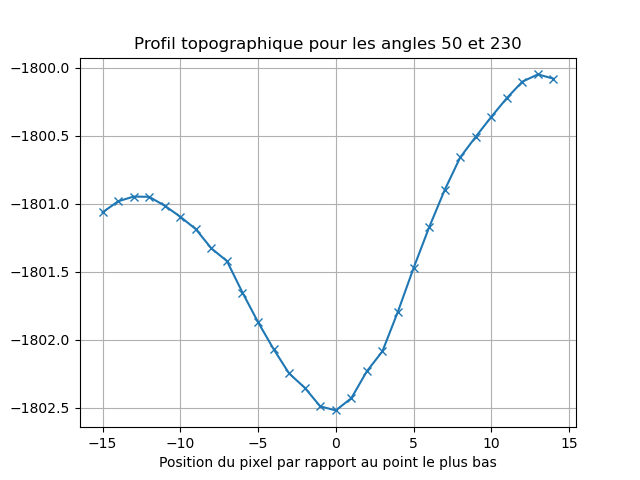 Profil topographique pour les angles 50 et 230
−1800.0
−1800.5
−1801.0
−1801.5
−1802.0
−1802.5
−15 −10 −5 0 5 10 15
Position du pixel par rapport au point le plus bas